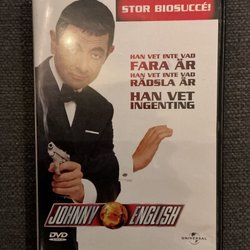 STOR BIOSUCCÉ!
HAN VET INTE VAD
FARA ÄR
HAN VET INTE VAD
RÄDSLA ÄR
HAN VET
INGENTING
JOHNNY ENGLISH
DVD
UNIVERSAL